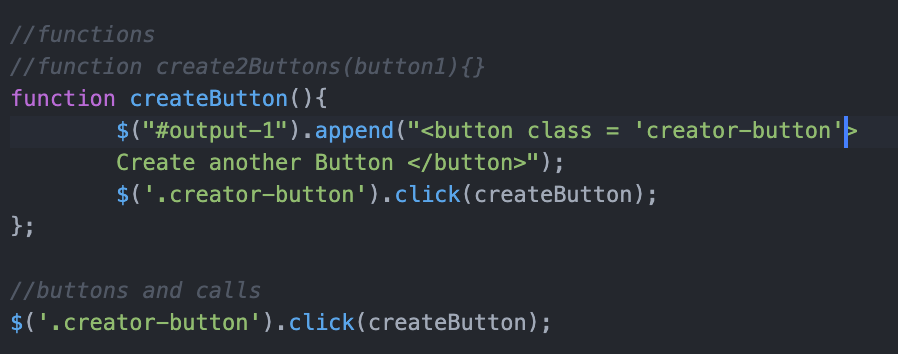 //functions
//function create2Buttons(button1){}
function createButton(){
$("#output-1").append("<button class = 'creator-button'>
Create another Button </button>");
$('.creator-button').click(createButton);
};
//buttons and calls
$('.creator-button').click(createButton);